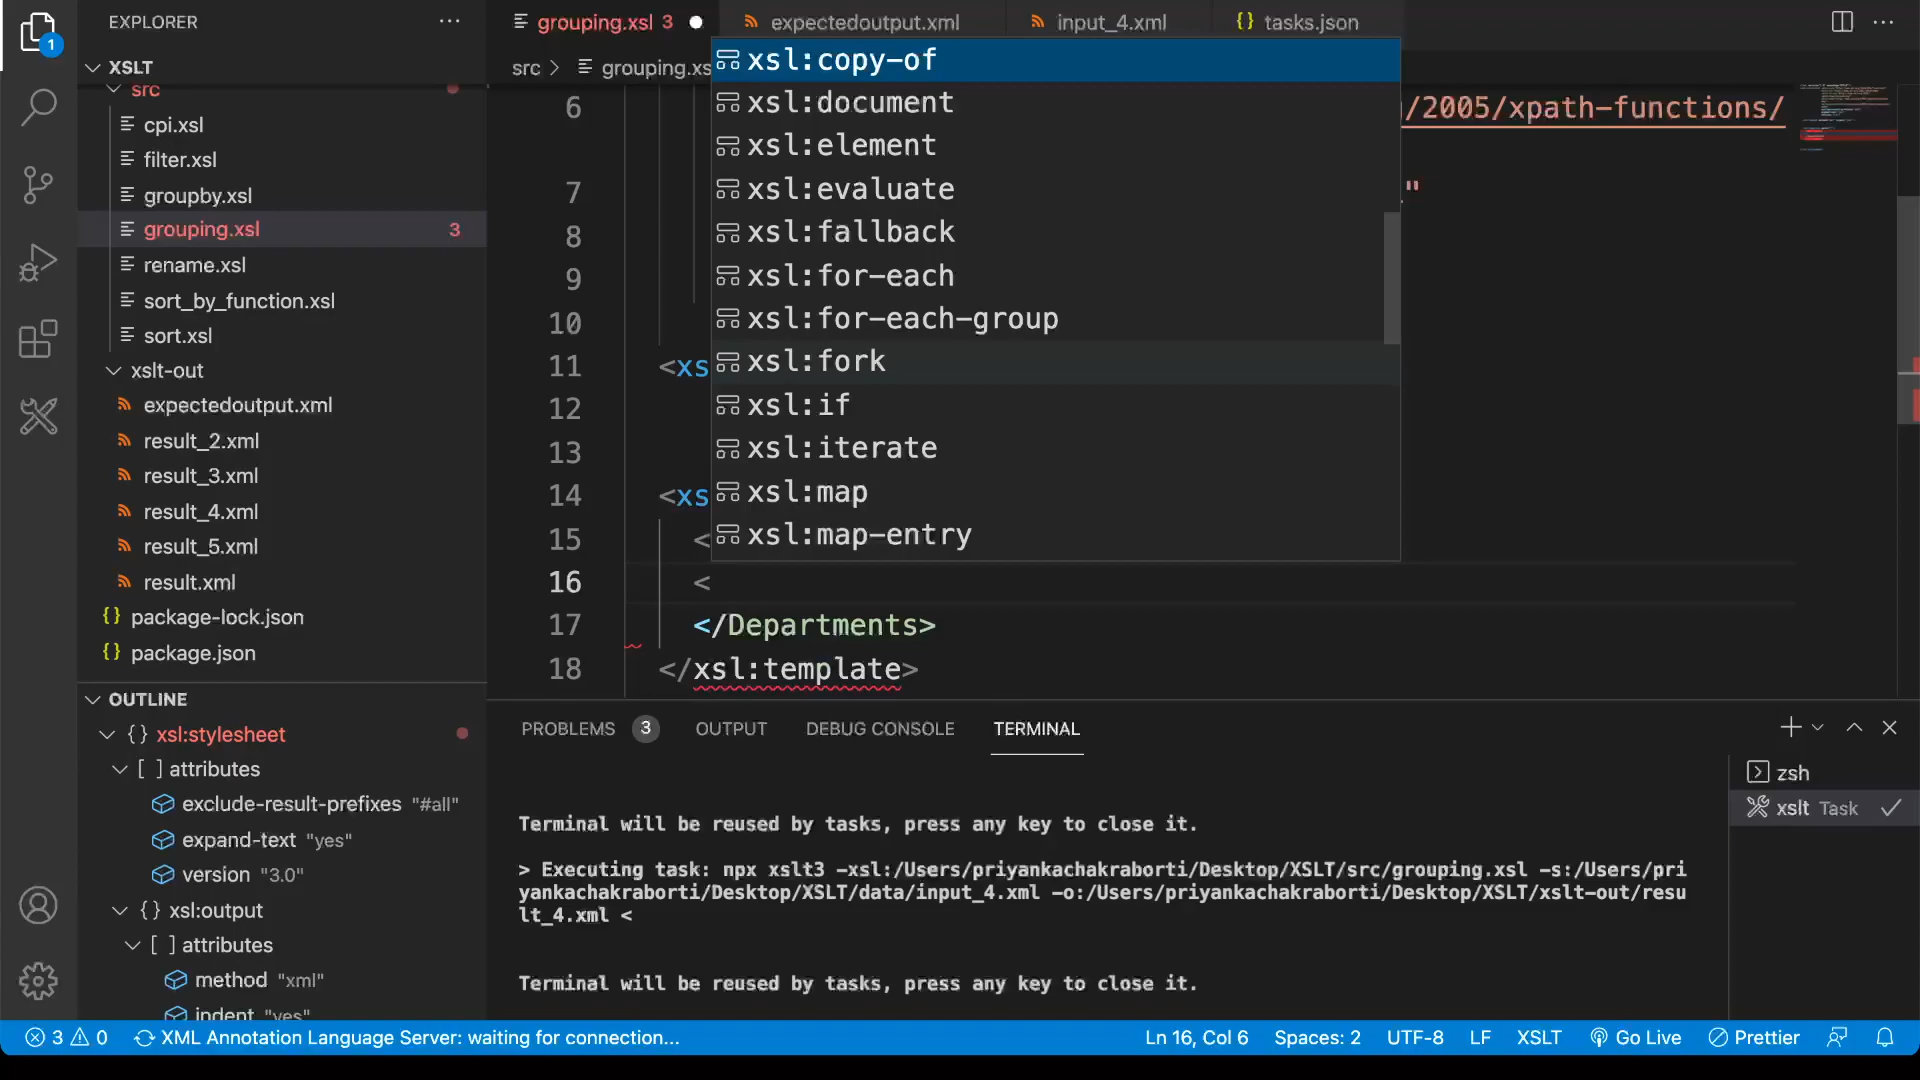 EXPLORER
XSLT
src
cpi.xsl
filter.xsl
groupby.xsl
grouping.xsl 3
rename.xsl
sort_by_function.xsl
sort.xsl
xslt-out
expectedoutput.xml
result_2.xml
result_3.xml
result_4.xml
result_5.xml
result.xml
package-lock.json
package.json
OUTLINE
xsl:stylesheet
attributes
exclude-result-prefixes "#all"
expand-text "yes"
version "3.0"
xsl:output
attributes
method "xml"
indent "yes"
1
grouping.xsl 3
expectedoutput.xml
input_4.xml
tasks.json
src > grouping.xs
xsl:copy-of
xsl:document
xsl:element
xsl:evaluate
xsl:fallback
xsl:for-each
xsl:for-each-group
xsl:fork
xsl:if
xsl:iterate
xsl:map
xsl:map-entry
6 /2005/xpath-functions/
7 "
8
9
10
11 <xs
12
13
14 <xs
15 <
16 <
17 </Departments>
18 </xsl:template>
PROBLEMS 3 OUTPUT DEBUG CONSOLE TERMINAL
Terminal will be reused by tasks, press any key to close it.
> Executing task: npx xslt3 -xsl:/Users/priyankachakraborti/Desktop/XSLT/src/grouping.xsl -s:/Users/pri
yankachakraborti/Desktop/XSLT/data/input_4.xml -o:/Users/priyankachakraborti/Desktop/XSLT/xslt-out/resu
lt_4.xml <
Terminal will be reused by tasks, press any key to close it.
zsh
xslt Task
3 0 XML Annotation Language Server: waiting for connection... Ln 16, Col 6 Spaces: 2 UTF-8 LF XSLT Go Live Prettier